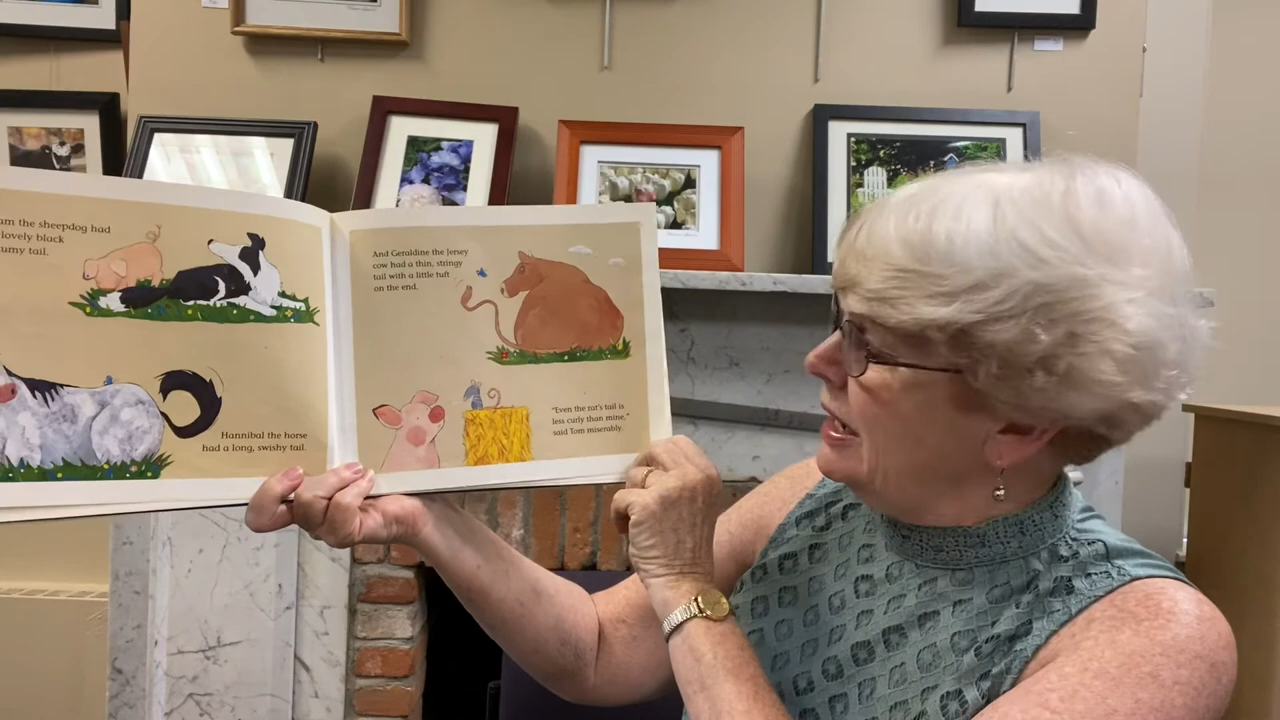 the sheepdog had
lovely black
tail.
Hannibal the horse
had a long, swishy tail.
And Geraldine the Jersey
cow had a thin, stringy
tail with a little tuft
on the end.
"Even the rat's tail is
less curly than mine,"
said Tom miserably.